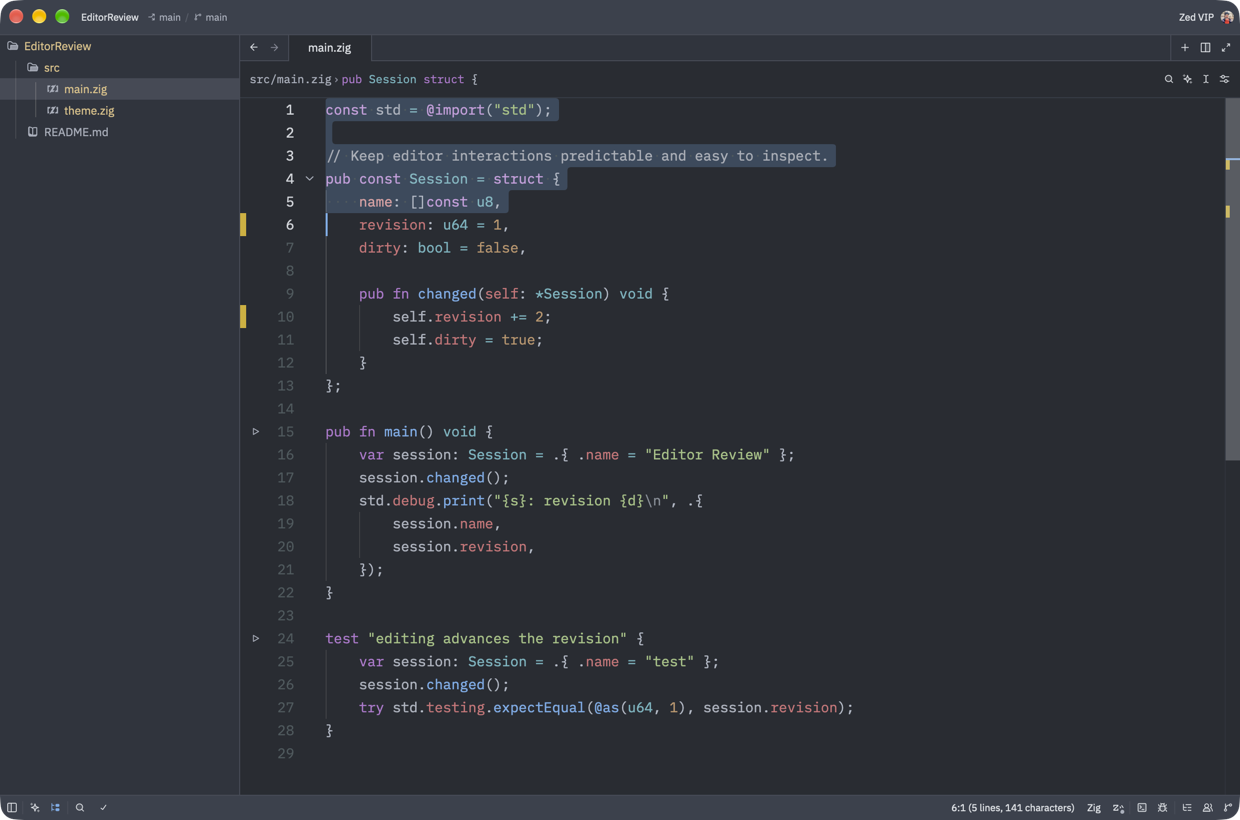 EditorReview main / main
Zed VIP
EditorReview
src
main.zig
theme.zig
README.md
main.zig
src/main.zig › pub Session struct {
1 const std = @import("std");
2
3 // Keep editor interactions predictable and easy to inspect.
4 pub const Session = struct {
5     name: []const u8,
6     revision: u64 = 1,
7     dirty: bool = false,
8
9     pub fn changed(self: *Session) void {
10         self.revision += 2;
11         self.dirty = true;
12     }
13 };
14
15 pub fn main() void {
16     var session: Session = .{ .name = "Editor Review" };
17     session.changed();
18     std.debug.print("{s}: revision {d}\n", .{
19         session.name,
20         session.revision,
21     });
22 }
23
24 test "editing advances the revision" {
25     var session: Session = .{ .name = "test" };
26     session.changed();
27     try std.testing.expectEqual(@as(u64, 1), session.revision);
28 }
29
6:1 (5 lines, 141 characters) Zig